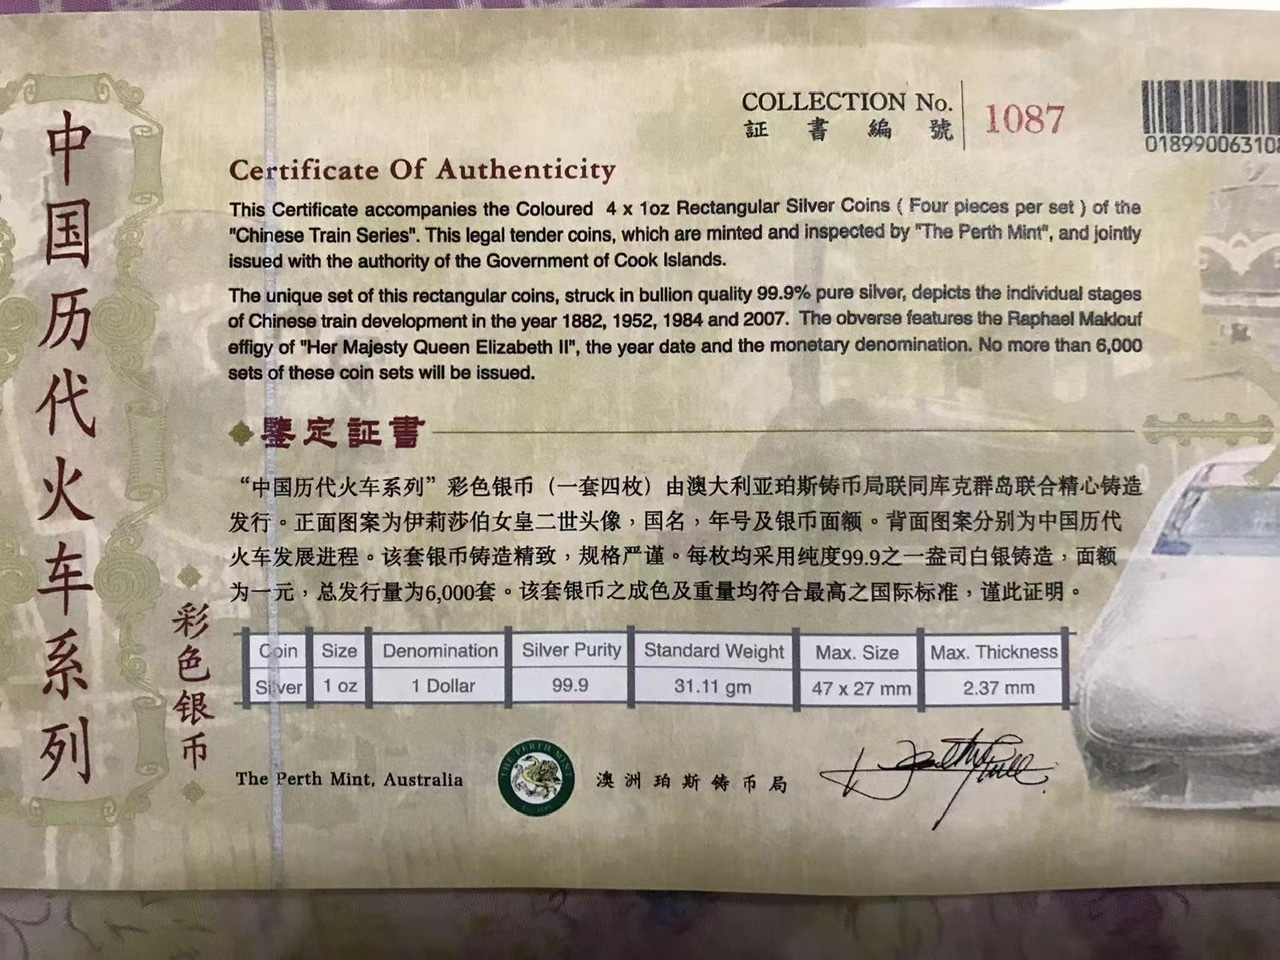 中国历代火车系列
彩色银币
COLLECTION No.
証書編號
1087
01899006310
Certificate Of Authenticity
This Certificate accompanies the Coloured 4 x 1oz Rectangular Silver Coins ( Four pieces per set ) of the
"Chinese Train Series". This legal tender coins, which are minted and inspected by "The Perth Mint", and jointly
issued with the authority of the Government of Cook Islands.
The unique set of this rectangular coins, struck in bullion quality 99.9% pure silver, depicts the individual stages
of Chinese train development in the year 1882, 1952, 1984 and 2007. The obverse features the Raphael Maklouf
effigy of "Her Majesty Queen Elizabeth II", the year date and the monetary denomination. No more than 6,000
sets of these coin sets will be issued.
鑒定証書
“中国历代火车系列”彩色银币（一套四枚）由澳大利亚珀斯铸币局联同库克群岛联合精心铸造
发行。正面图案为伊莉莎伯女皇二世头像，国名，年号及银币面额。背面图案分别为中国历代
火车发展进程。该套银币铸造精致，规格严谨。每枚均采用纯度99.9之一盎司白银铸造，面额
为一元，总发行量为6,000套。该套银币之成色及重量均符合最高之国际标准，谨此证明。
Coin Size Denomination Silver Purity Standard Weight Max. Size Max. Thickness
Silver 1 oz 1 Dollar 99.9 31.11 gm 47 x 27 mm 2.37 mm
The Perth Mint, Australia
THE PERTH MINT
澳洲珀斯铸币局